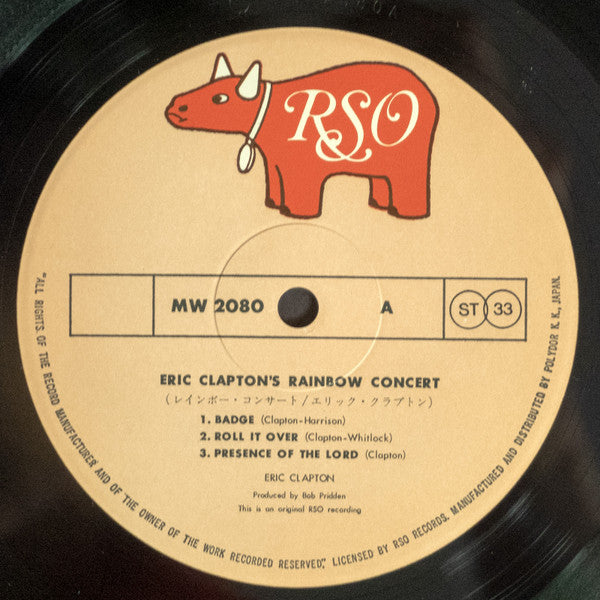 RSO
MW 2080
A
ST 33
ERIC CLAPTON'S RAINBOW CONCERT
(レインボー・コンサート/エリック・クラプトン)
1. BADGE (Clapton-Harrison)
2. ROLL IT OVER (Clapton-Whitlock)
3. PRESENCE OF THE LORD (Clapton)
ERIC CLAPTON
Produced by Bob Pridden
This is an original RSO recording
"ALL RIGHTS OF THE RECORD MANUFACTURER AND OF THE OWNER OF THE WORK RECORDED RESERVED," LICENSED BY RSO RECORDS. MANUFACTURED AND DISTRIBUTED BY POLYDOR K. K., JAPAN.